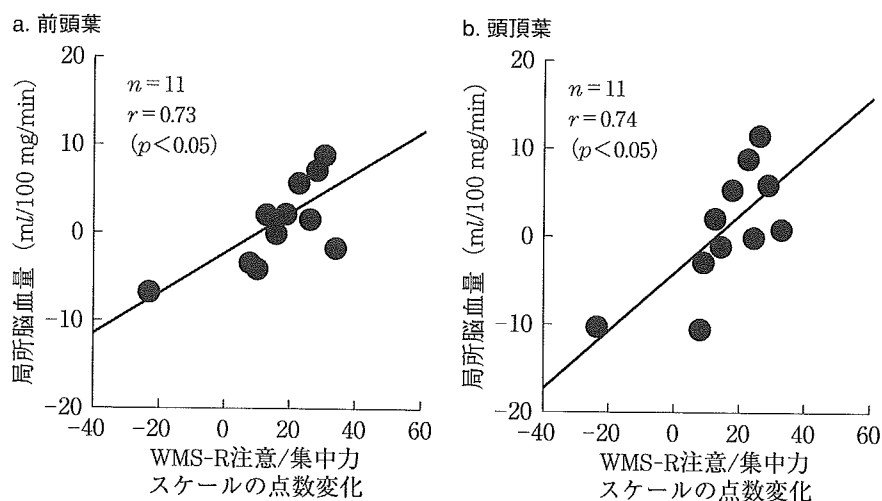 a. 前頭葉
局所脳血量 (ml/100 mg/min)
20
10
0
−10
−20
n=11
r=0.73
(p<0.05)
−40 −20 0 20 40 60
WMS-R注意/集中力
スケールの点数変化
b. 頭頂葉
局所脳血量 (ml/100 mg/min)
20
10
0
−10
−20
n=11
r=0.74
(p<0.05)
−40 −20 0 20 40 60
WMS-R注意/集中力
スケールの点数変化